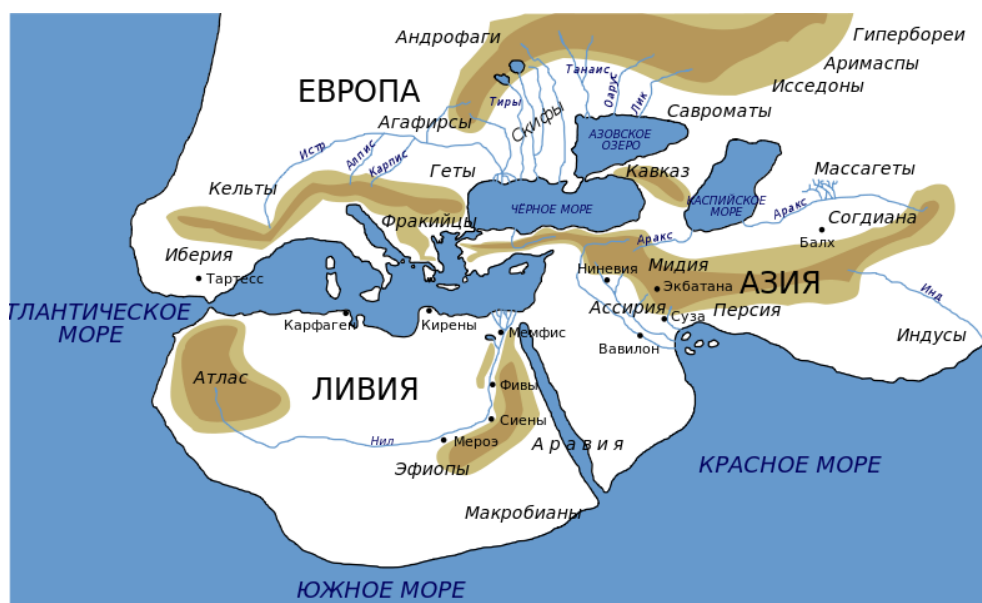 Андрофаги
Гипербореи
Аримаспы
Исседоны
Танаис
Оарус
Лик
Тиры
ЕВРОПА
Скифы
Савроматы
Агафирсы
АЗОВСКОЕ
ОЗЕРО
Истр
Алпис
Карпис
Геты
Кавказ
Массагеты
Кельты
КАСПИЙСКОЕ
МОРЕ
Аракс
Согдиана
Фракийцы
ЧЁРНОЕ МОРЕ
Аракс
Балх
Иберия
Тартесс
Ниневия
Мидия
Экбатана
АЗИЯ
Инд
ТЛАНТИЧЕСКОЕ
МОРЕ
Карфаген
Кирены
Мемфис
Ассирия
Суза
Персия
Вавилон
Индусы
Атлас
ЛИВИЯ
Фивы
Сиены
Нил
Мероэ
Аравия
Эфиопы
КРАСНОЕ МОРЕ
Макробианы
ЮЖНОЕ МОРЕ